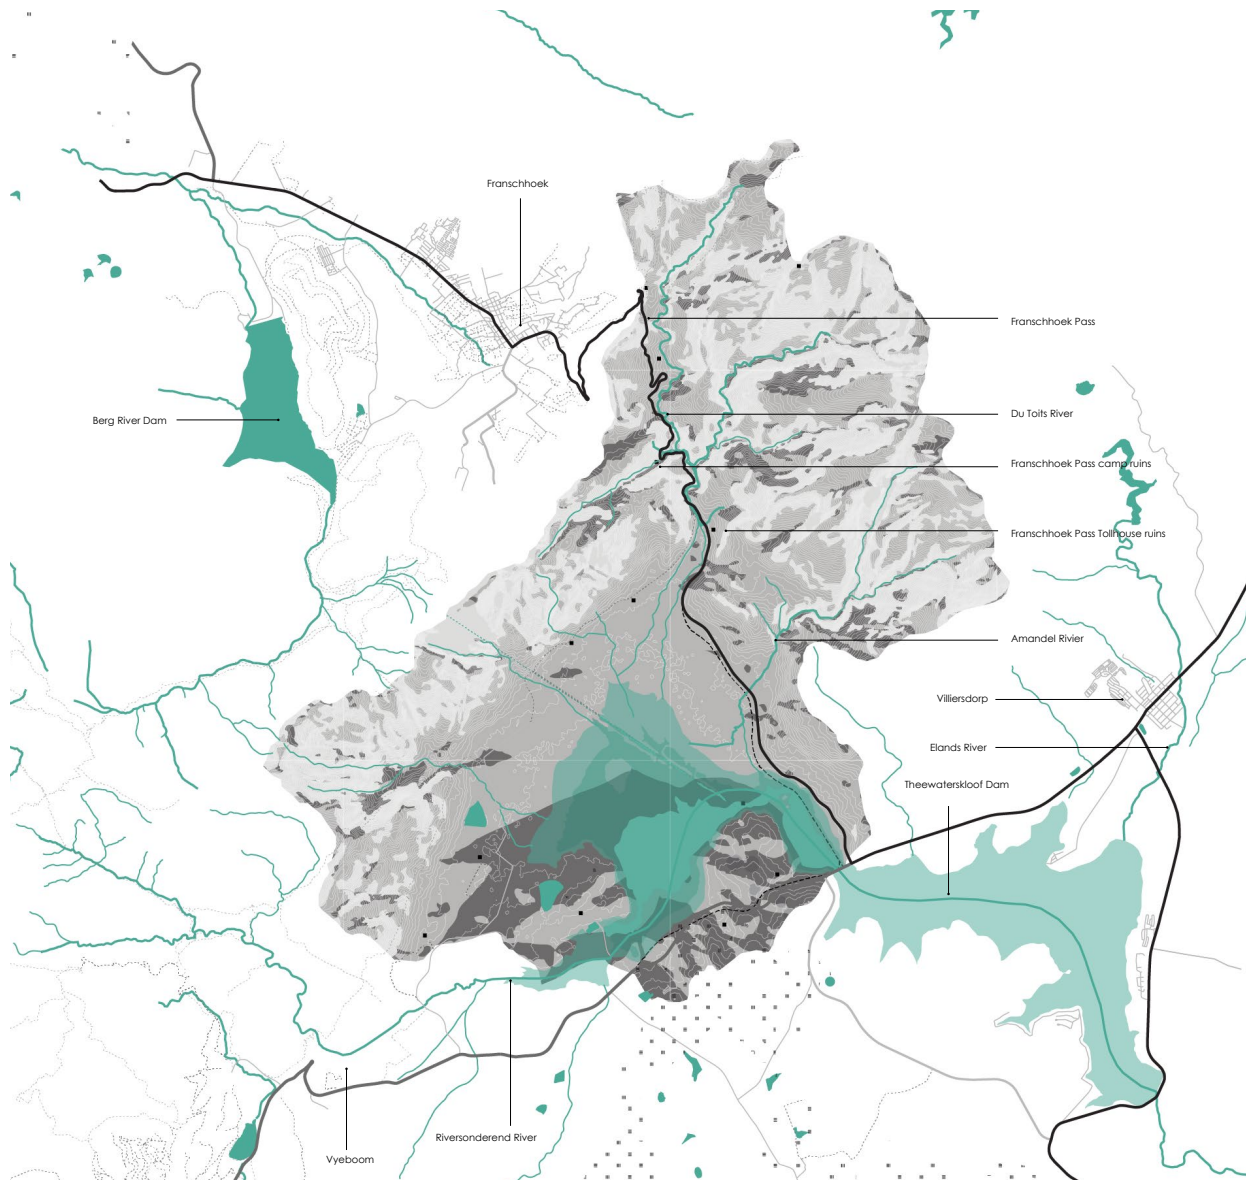 Franschhoek
Franschhoek Pass
Berg River Dam
Du Toits River
Franschhoek Pass camp ruins
Franschhoek Pass Tollhouse ruins
Amandel Rivier
Villiersdorp
Elands River
Theewaterskloof Dam
Riversonderend River
Vyeboom